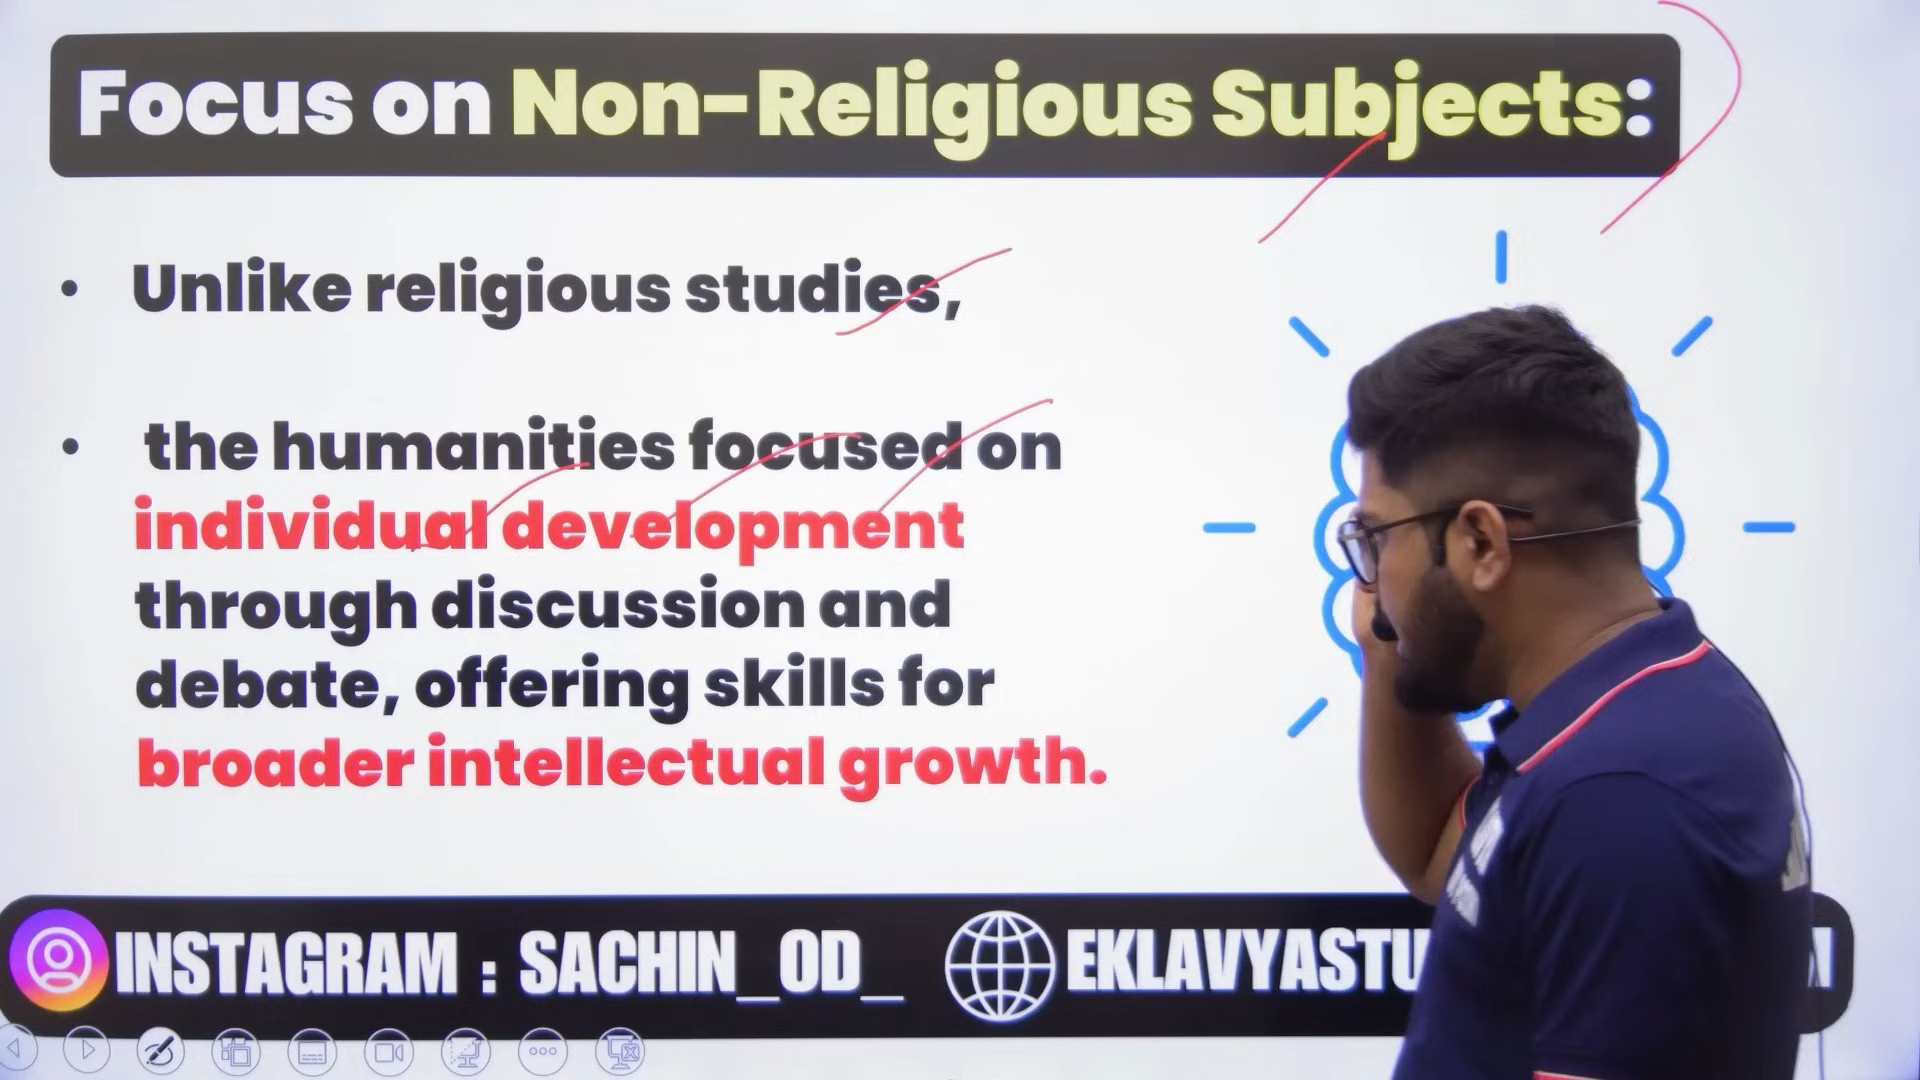 Focus on Non-Religious Subjects:
• Unlike religious studies,
• the humanities focused on
individual development
through discussion and
debate, offering skills for
broader intellectual growth.
INSTAGRAM : SACHIN_OD_ EKLAVYASTU